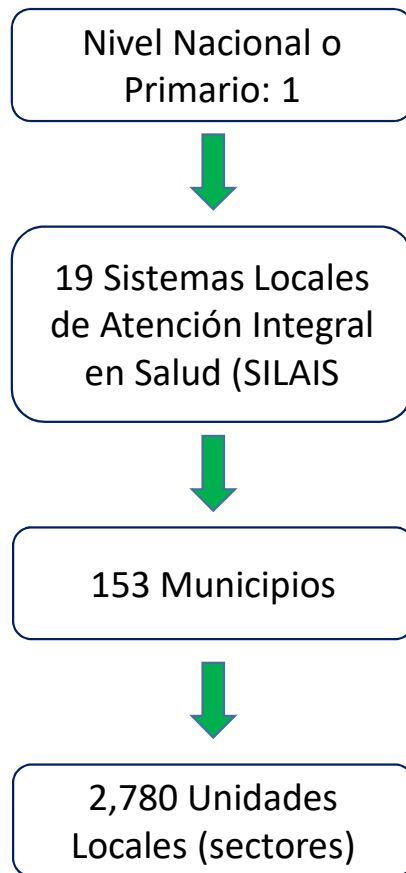 Nivel Nacional o
Primario: 1
19 Sistemas Locales
de Atención Integral
en Salud (SILAIS
153 Municipios
2,780 Unidades
Locales (sectores)